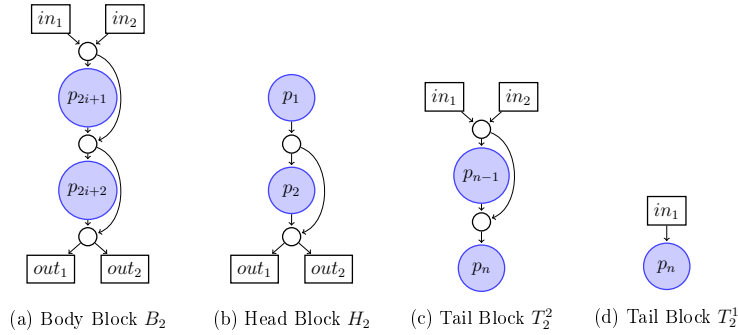 in₁ in₂
p₂ᵢ₊₁
p₂ᵢ₊₂
out₁ out₂
(a) Body Block B₂
p₁
p₂
out₁ out₂
(b) Head Block H₂
in₁ in₂
pₙ₋₁
pₙ
(c) Tail Block T₂²
in₁
pₙ
(d) Tail Block T₂¹